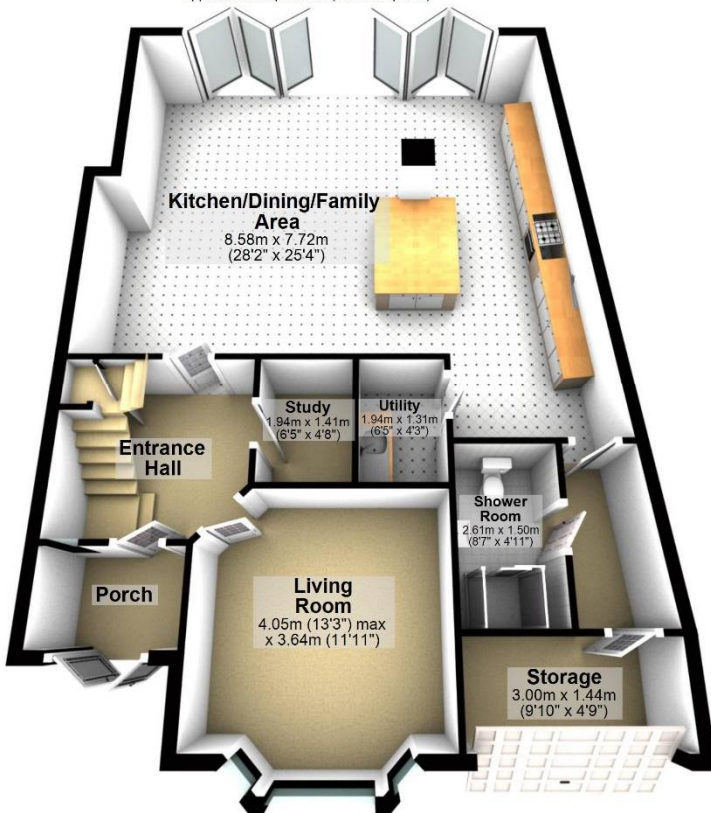 Kitchen/Dining/Family
Area
8.58m x 7.72m
(28'2" x 25'4")
Study
1.94m x 1.41m
(6'5" x 4'8")
Utility
1.94m x 1.31m
(6'5" x 4'3")
Entrance
Hall
Shower
Room
2.61m x 1.50m
(8'7" x 4'11")
Porch
Living
Room
4.05m (13'3") max
x 3.64m (11'11")
Storage
3.00m x 1.44m
(9'10" x 4'9")